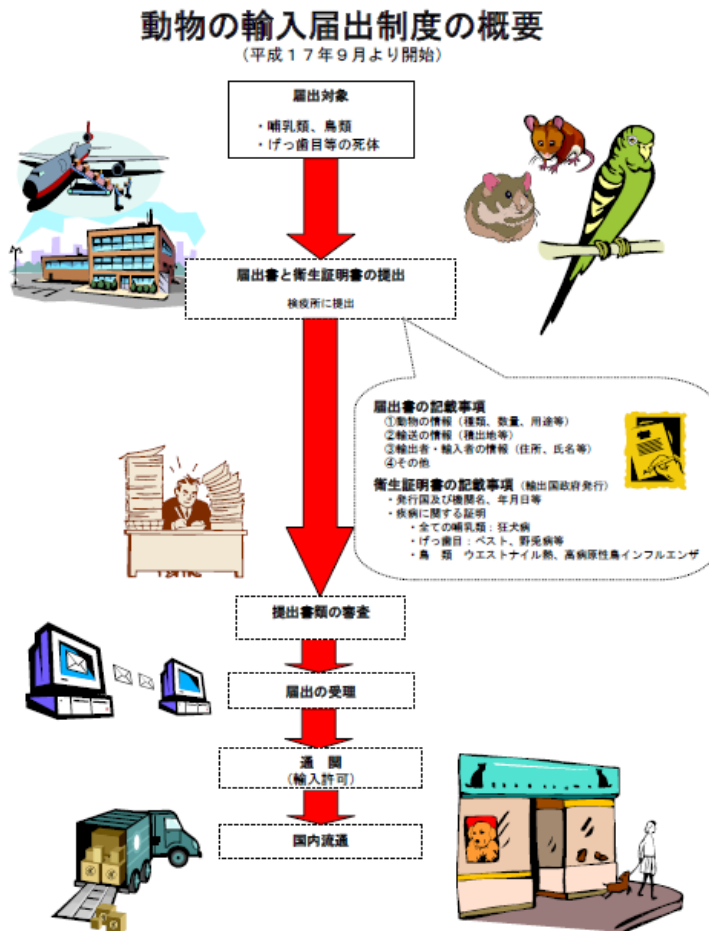 動物の輸入届出制度の概要
（平成１７年９月より開始）
届出対象
・哺乳類、鳥類
・げっ歯目等の死体
届出書と衛生証明書の提出
検疫所に提出
届出書の記載事項
①動物の情報（種類、数量、用途等）
②輸送の情報（積出地等）
③輸出者・輸入者の情報（住所、氏名等）
④その他
衛生証明書の記載事項（輸出国政府発行）
・発行国及び機関名、年月日等
・疾病に関する証明
・全ての哺乳類：狂犬病
・げっ歯目：ペスト、野兎病等
・鳥　類　ウエストナイル熱、高病原性鳥インフルエンザ
提出書類の審査
届出の受理
通　関
（輸入許可）
国内流通